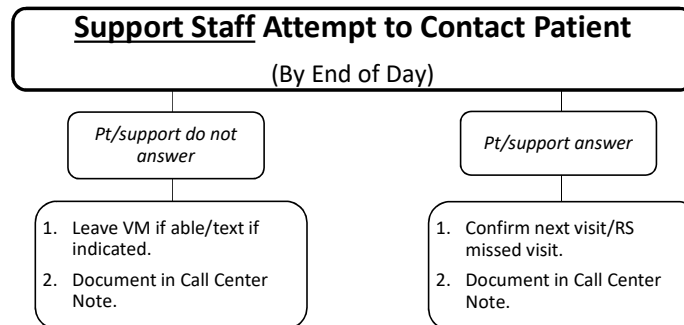 Support Staff Attempt to Contact Patient
(By End of Day)
Pt/support do not
answer
Pt/support answer
1. Leave VM if able/text if
indicated.
2. Document in Call Center
Note.
1. Confirm next visit/RS
missed visit.
2. Document in Call Center
Note.